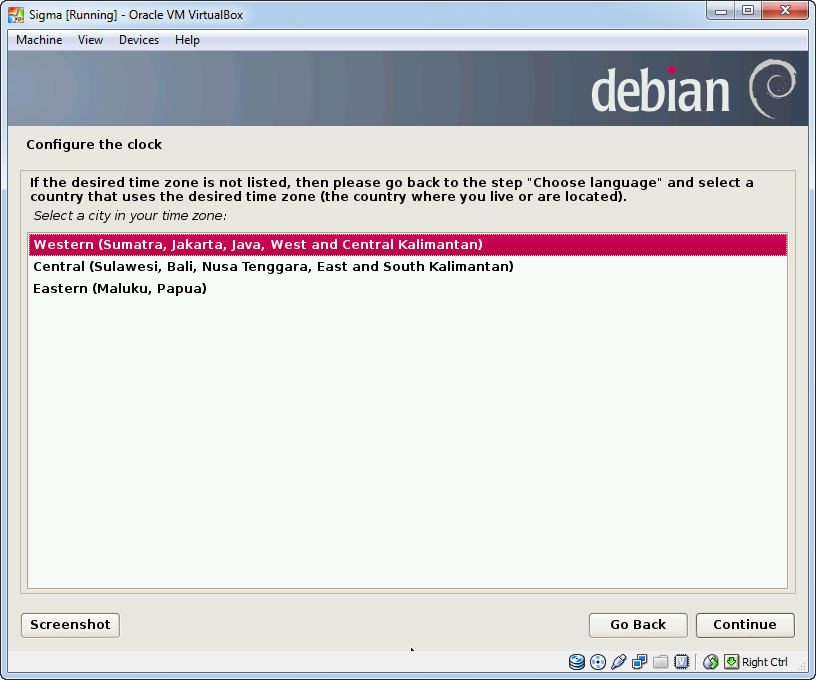 Sigma [Running] - Oracle VM VirtualBox
Machine View Devices Help
debian
Configure the clock
If the desired time zone is not listed, then please go back to the step "Choose language" and select a
country that uses the desired time zone (the country where you live or are located).
Select a city in your time zone:
Western (Sumatra, Jakarta, Java, West and Central Kalimantan)
Central (Sulawesi, Bali, Nusa Tenggara, East and South Kalimantan)
Eastern (Maluku, Papua)
Screenshot Go Back Continue
Right Ctrl